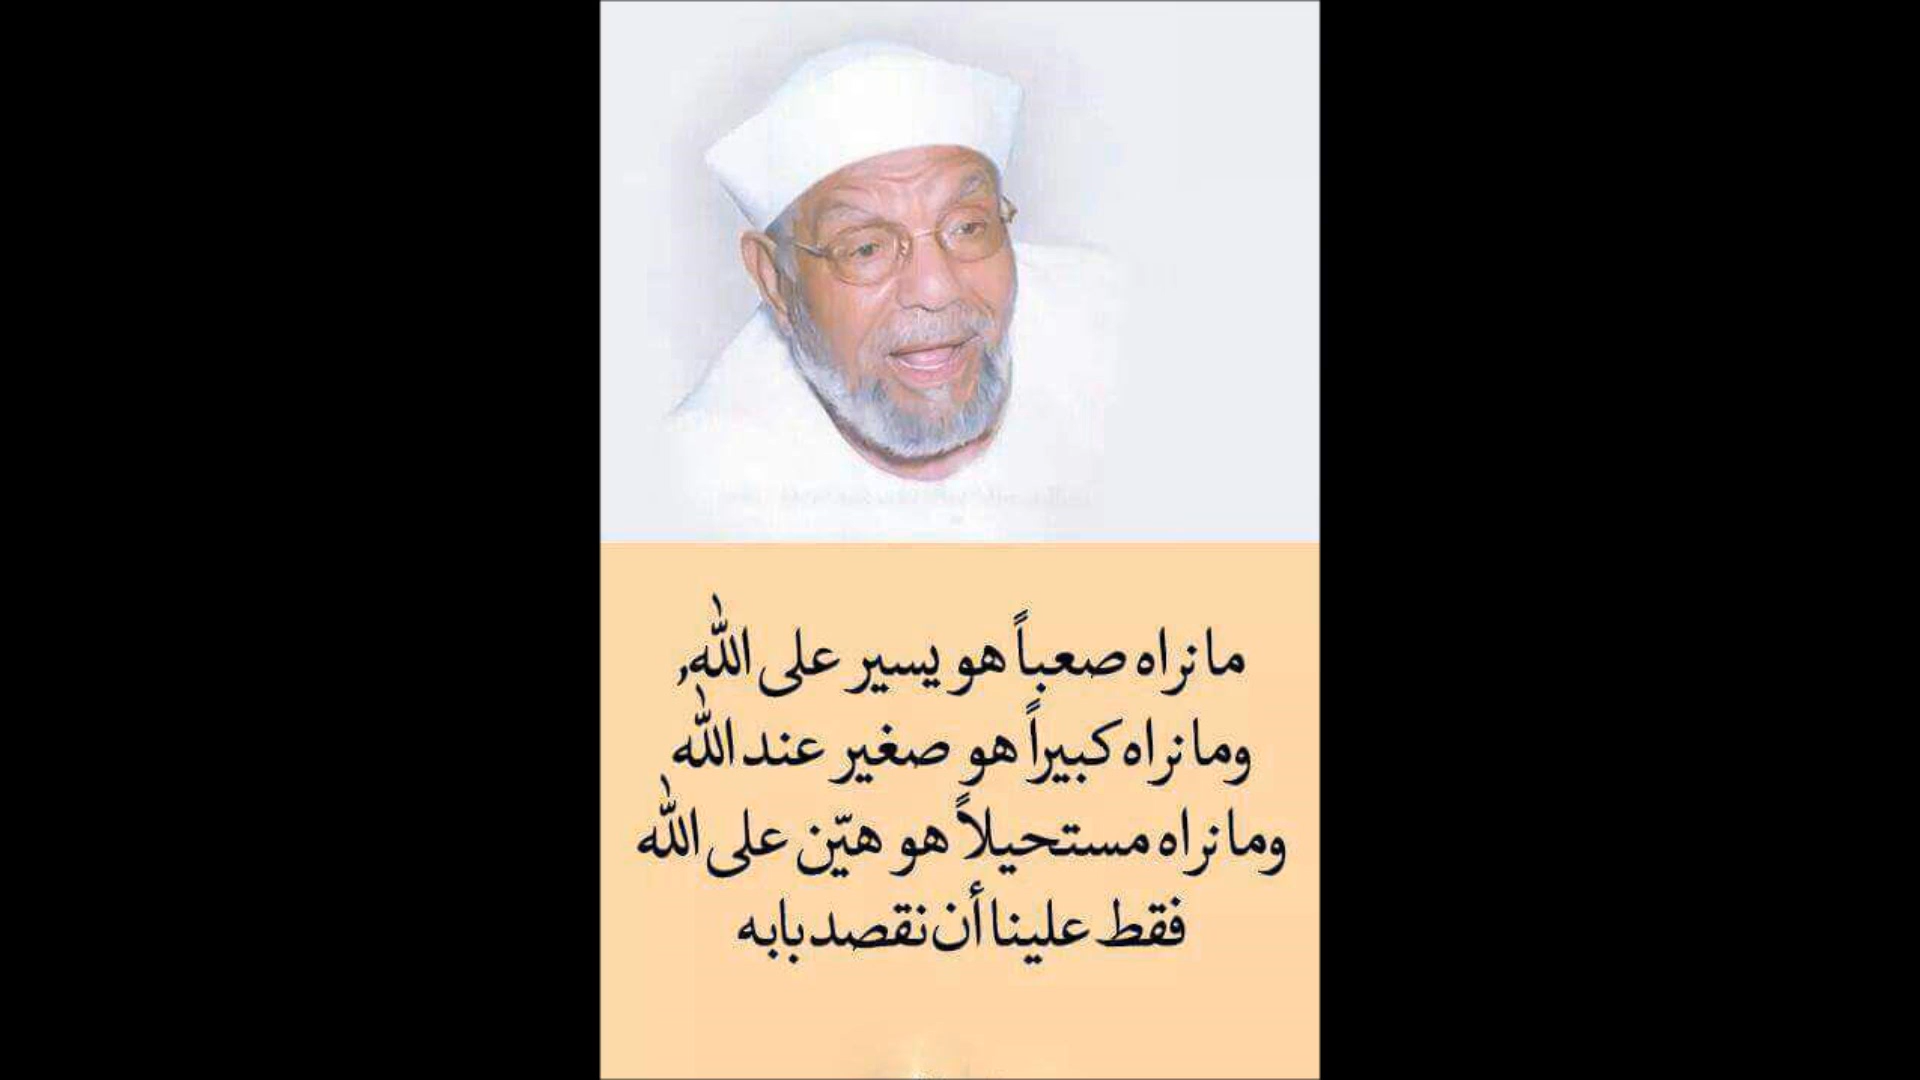 ما نراه صعباً هو يسير على الله,
وما نراه كبيراً هو صغير عند الله
وما نراه مستحيلاً هو هيّن على الله
فقط علينا أن نقصد بابه